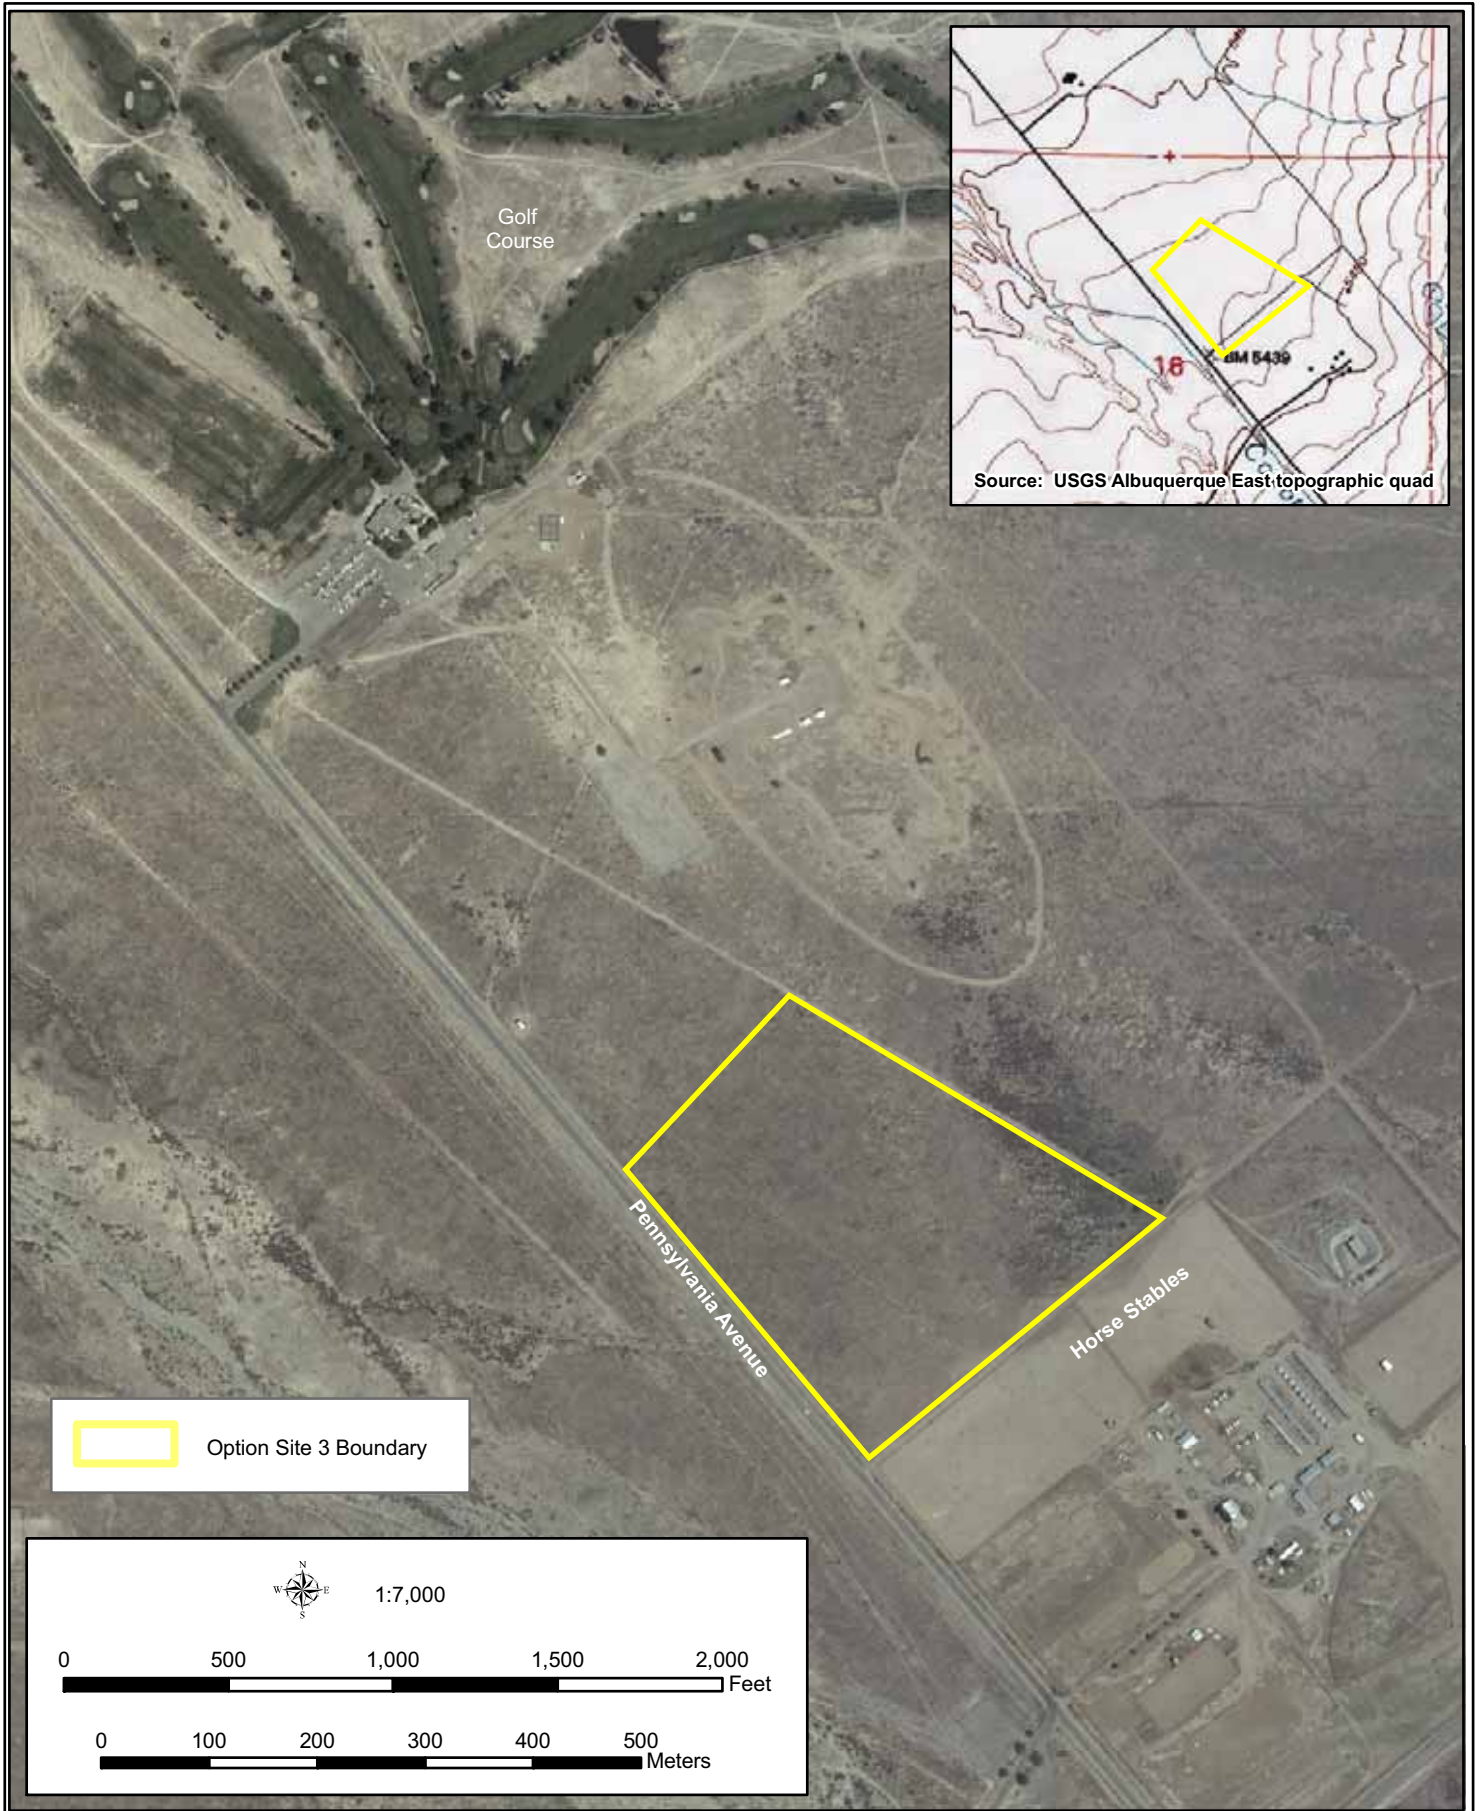 Golf
Course
16
BM 5439
Source: USGS Albuquerque East topographic quad
Pennsylvania Avenue
Horse Stables
Option Site 3 Boundary
N
W E
S
1:7,000
0 500 1,000 1,500 2,000
Feet
0 100 200 300 400 500
Meters